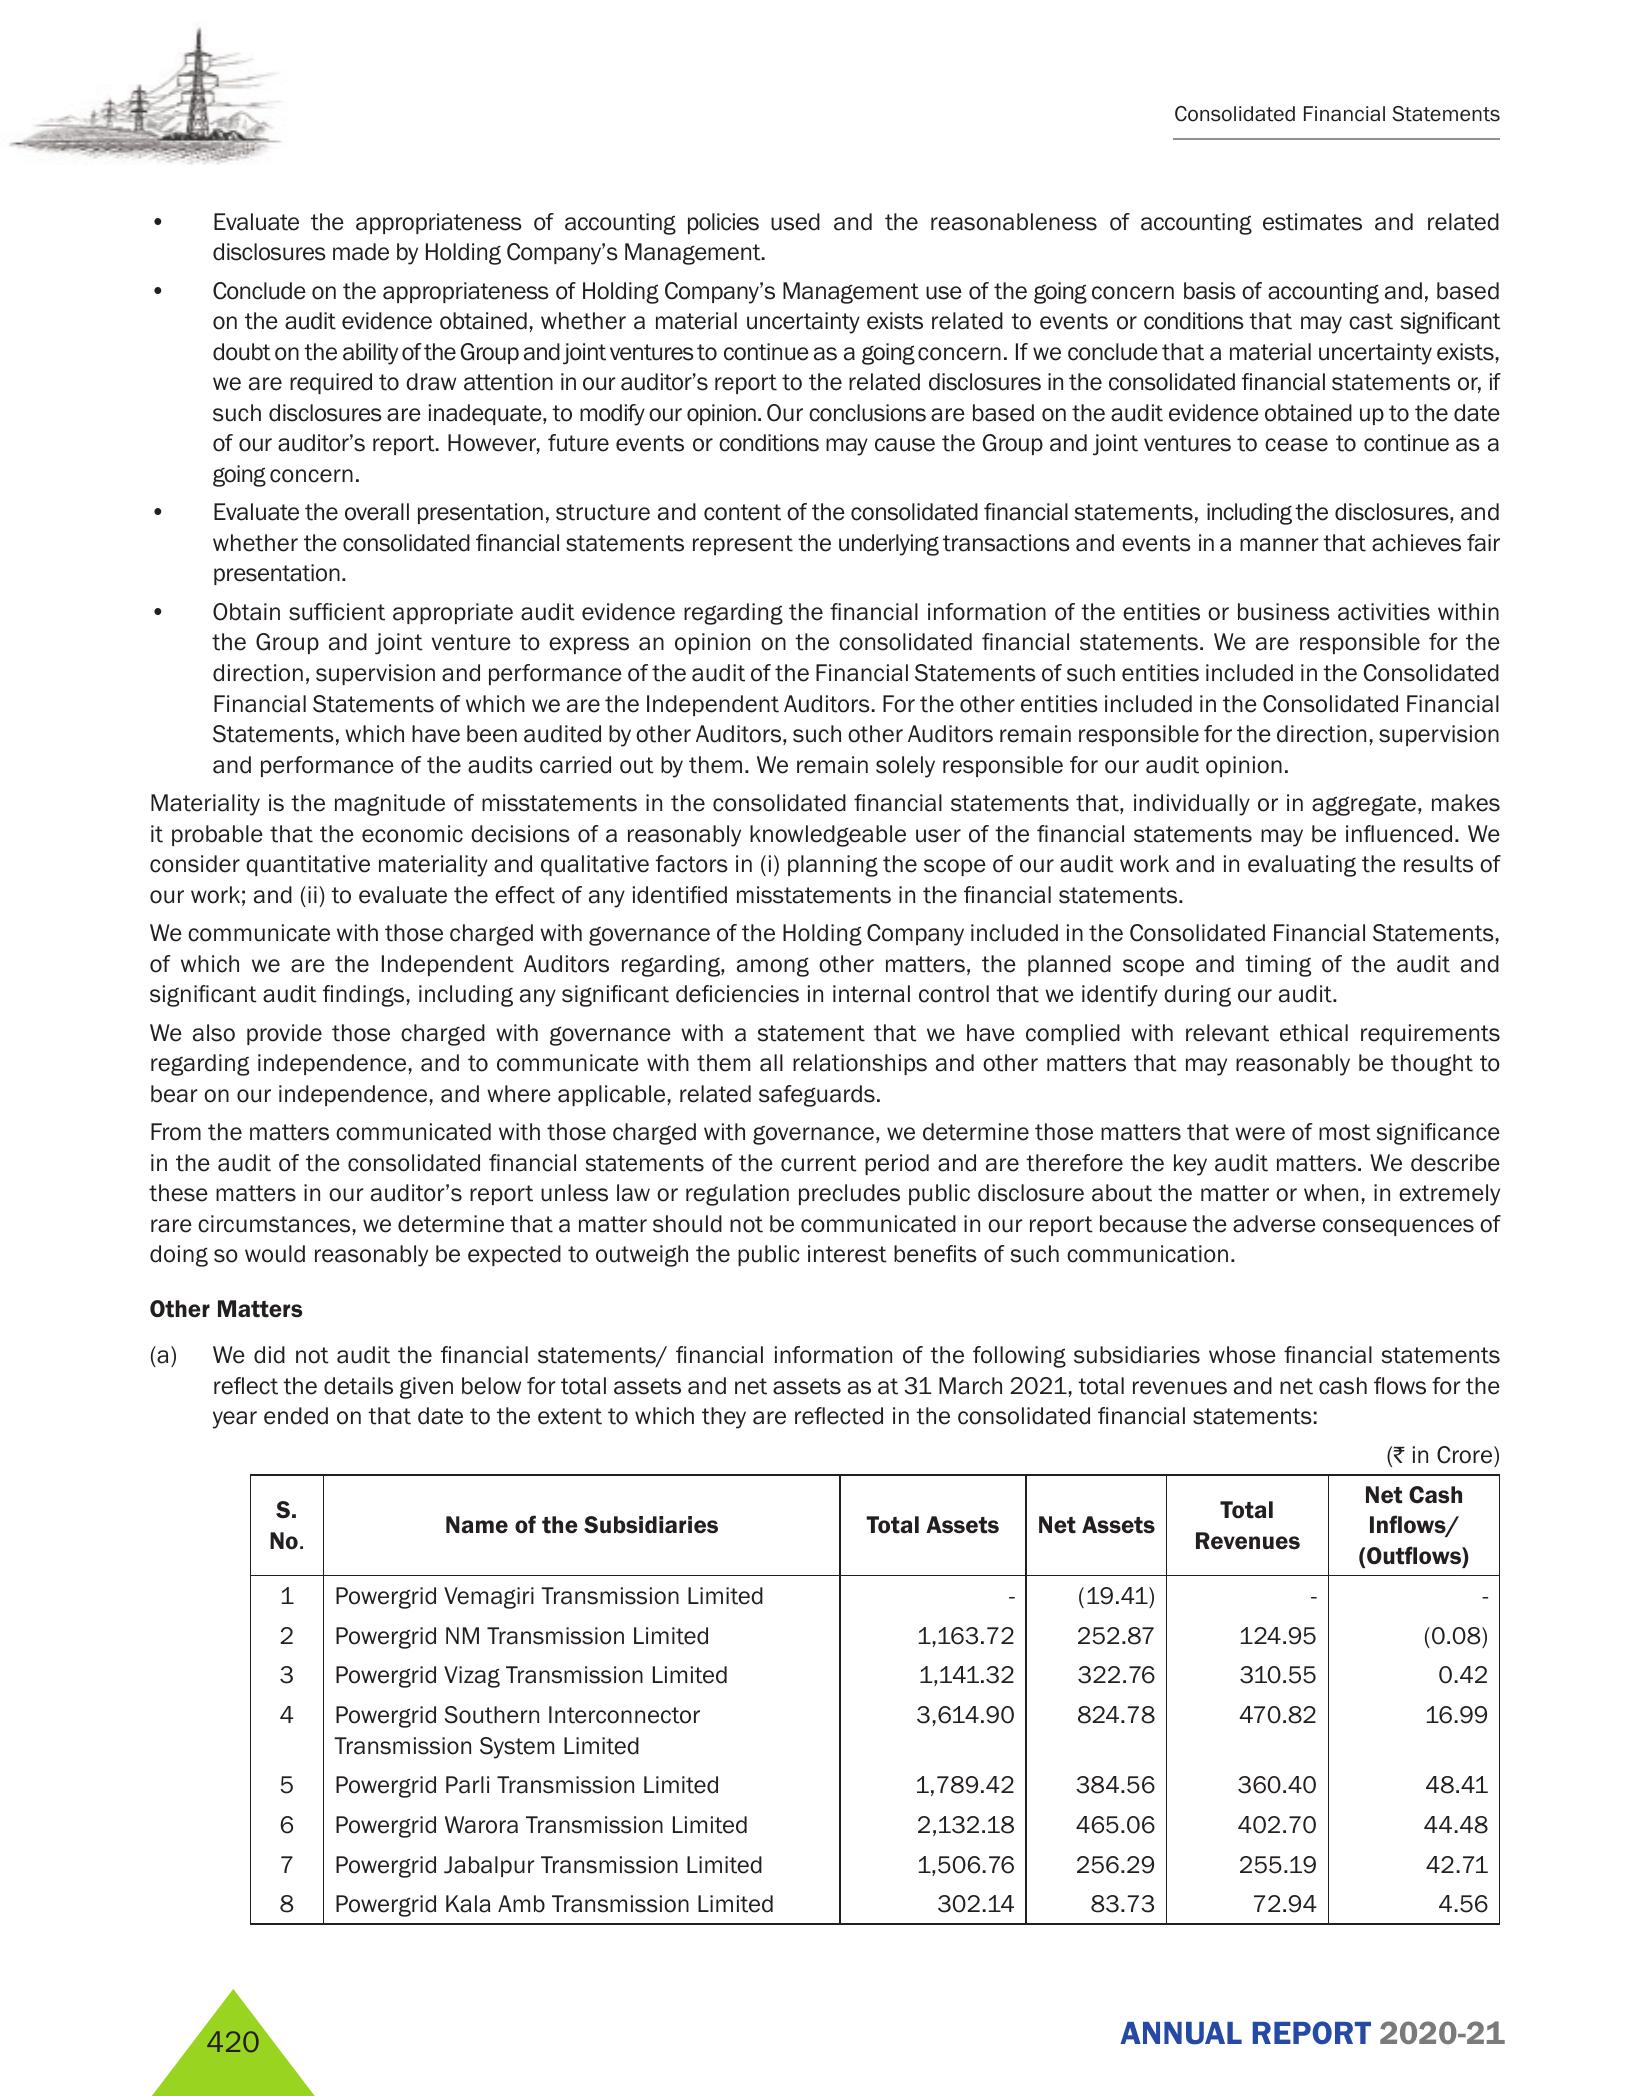 Consolidated Financial Statements
• Evaluate the appropriateness of accounting policies used and the reasonableness of accounting estimates and related
disclosures made by Holding Company’s Management.
• Conclude on the appropriateness of Holding Company’s Management use of the going concern basis of accounting and, based
on the audit evidence obtained, whether a material uncertainty exists related to events or conditions that may cast significant
doubt on the ability of the Group and joint ventures to continue as a going concern. If we conclude that a material uncertainty exists,
we are required to draw attention in our auditor’s report to the related disclosures in the consolidated financial statements or, if
such disclosures are inadequate, to modify our opinion. Our conclusions are based on the audit evidence obtained up to the date
of our auditor’s report. However, future events or conditions may cause the Group and joint ventures to cease to continue as a
going concern.
• Evaluate the overall presentation, structure and content of the consolidated financial statements, including the disclosures, and
whether the consolidated financial statements represent the underlying transactions and events in a manner that achieves fair
presentation.
• Obtain sufficient appropriate audit evidence regarding the financial information of the entities or business activities within
the Group and joint venture to express an opinion on the consolidated financial statements. We are responsible for the
direction, supervision and performance of the audit of the Financial Statements of such entities included in the Consolidated
Financial Statements of which we are the Independent Auditors. For the other entities included in the Consolidated Financial
Statements, which have been audited by other Auditors, such other Auditors remain responsible for the direction, supervision
and performance of the audits carried out by them. We remain solely responsible for our audit opinion.
Materiality is the magnitude of misstatements in the consolidated financial statements that, individually or in aggregate, makes
it probable that the economic decisions of a reasonably knowledgeable user of the financial statements may be influenced. We
consider quantitative materiality and qualitative factors in (i) planning the scope of our audit work and in evaluating the results of
our work; and (ii) to evaluate the effect of any identified misstatements in the financial statements.
We communicate with those charged with governance of the Holding Company included in the Consolidated Financial Statements,
of which we are the Independent Auditors regarding, among other matters, the planned scope and timing of the audit and
significant audit findings, including any significant deficiencies in internal control that we identify during our audit.
We also provide those charged with governance with a statement that we have complied with relevant ethical requirements
regarding independence, and to communicate with them all relationships and other matters that may reasonably be thought to
bear on our independence, and where applicable, related safeguards.
From the matters communicated with those charged with governance, we determine those matters that were of most significance
in the audit of the consolidated financial statements of the current period and are therefore the key audit matters. We describe
these matters in our auditor’s report unless law or regulation precludes public disclosure about the matter or when, in extremely
rare circumstances, we determine that a matter should not be communicated in our report because the adverse consequences of
doing so would reasonably be expected to outweigh the public interest benefits of such communication.
Other Matters
(a) We did not audit the financial statements/ financial information of the following subsidiaries whose financial statements
reflect the details given below for total assets and net assets as at 31 March 2021, total revenues and net cash flows for the
year ended on that date to the extent to which they are reflected in the consolidated financial statements:
(₹ in Crore)
S. No. Name of the Subsidiaries Total Assets Net Assets Total Revenues Net Cash Inflows/ (Outflows)
1 Powergrid Vemagiri Transmission Limited - (19.41) - -
2 Powergrid NM Transmission Limited 1,163.72 252.87 124.95 (0.08)
3 Powergrid Vizag Transmission Limited 1,141.32 322.76 310.55 0.42
4 Powergrid Southern Interconnector 3,614.90 824.78 470.82 16.99
Transmission System Limited
5 Powergrid Parli Transmission Limited 1,789.42 384.56 360.40 48.41
6 Powergrid Warora Transmission Limited 2,132.18 465.06 402.70 44.48
7 Powergrid Jabalpur Transmission Limited 1,506.76 256.29 255.19 42.71
8 Powergrid Kala Amb Transmission Limited 302.14 83.73 72.94 4.56
420
ANNUAL REPORT 2020-21